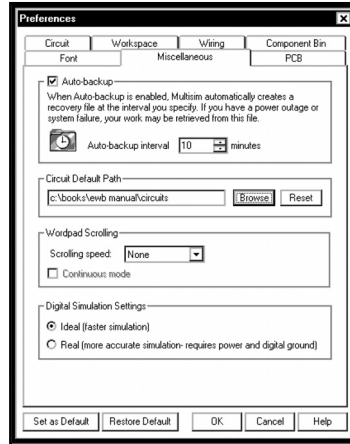 Preferences
Circuit Workspace Wiring Component Bin
Font Miscellaneous PCB
Auto-backup
When Auto-backup is enabled, Multisim automatically creates a
recovery file at the interval you specify. If you have a power outage or
system failure, your work may be retrieved from this file.
Auto-backup interval 10 minutes
Circuit Default Path
c:\books\ewb manual\circuits Browse Reset
Wordpad Scrolling
Scrolling speed: None
Continuous mode
Digital Simulation Settings
Ideal (faster simulation)
Real (more accurate simulation- requires power and digital ground)
Set as Default Restore Default OK Cancel Help